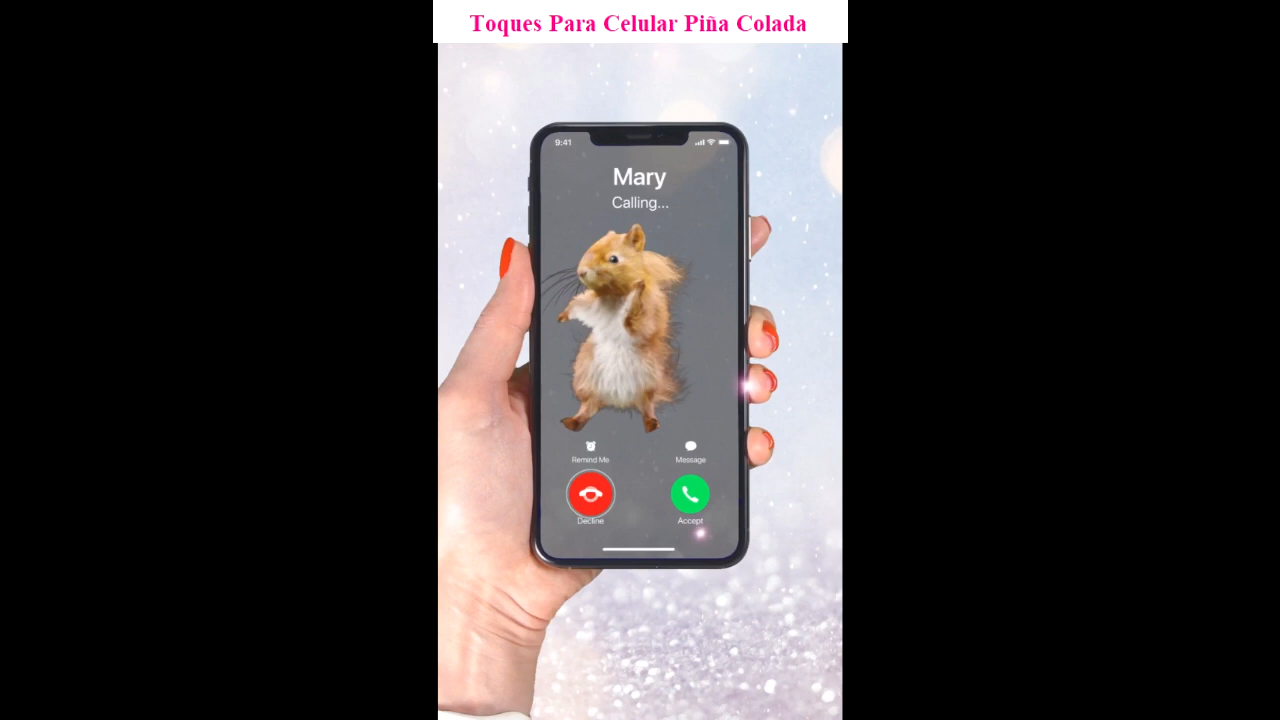 Toques Para Celular Piña Colada
9:41
Mary
Calling...
Remind Me
Message
Decline
Accept